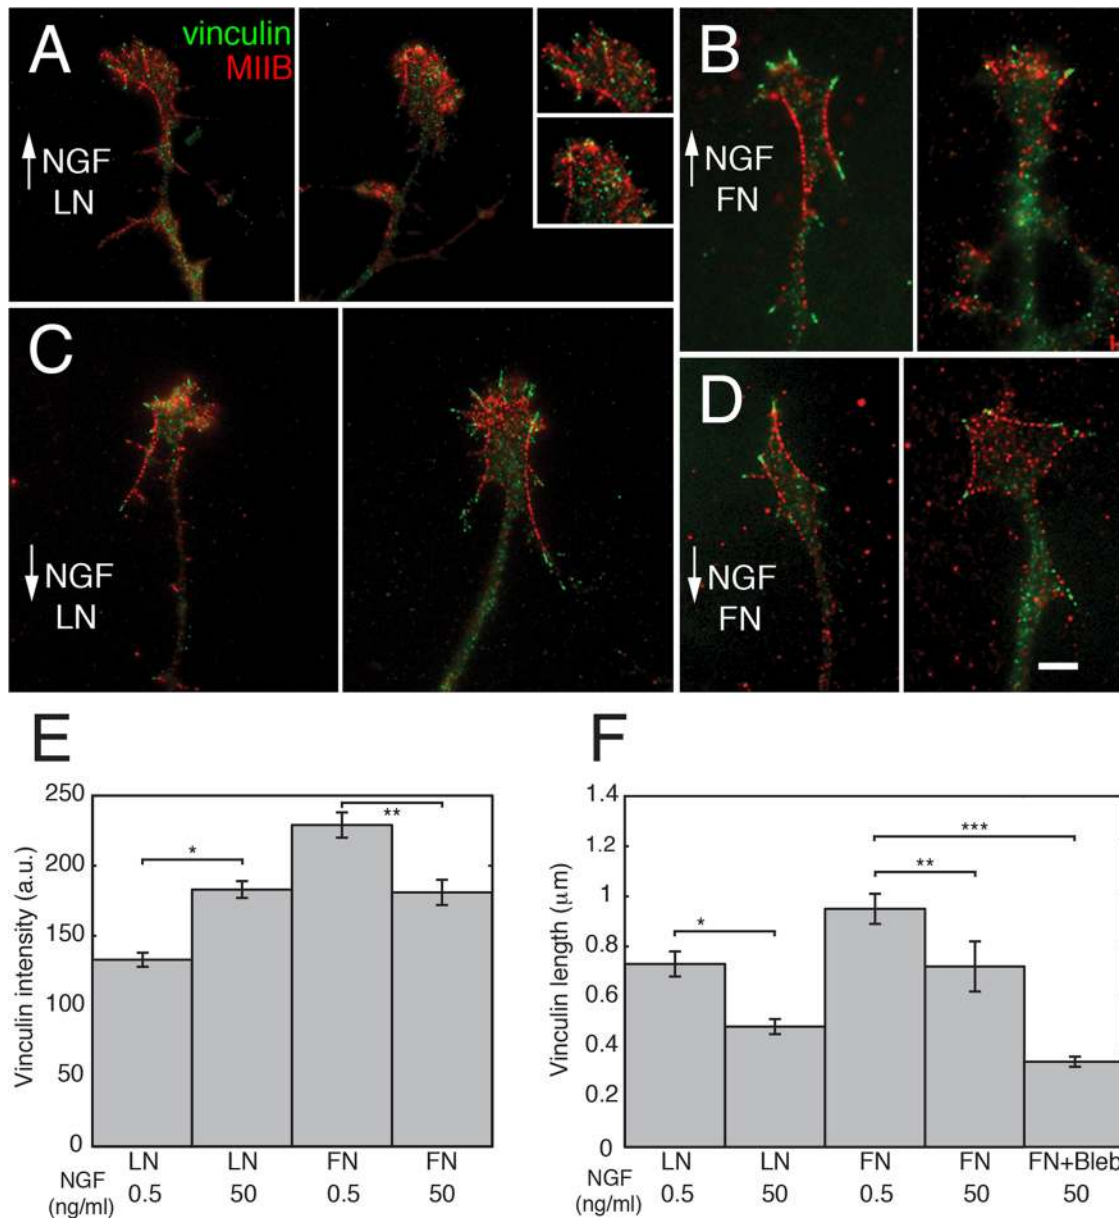 A
vinculin
MIIB
NGF
LN
B
NGF
FN
C
NGF
LN
D
NGF
FN
E
Vinculin intensity (a.u.)
250
200
150
100
50
0
*
**
LN LN FN FN
NGF 0.5 50 0.5 50
(ng/ml)
F
Vinculin length (μm)
1.4
1.2
1
0.8
0.6
0.4
0.2
0
*
**
***
LN LN FN FN FN+Bleb
NGF 0.5 50 0.5 50 50
(ng/ml)